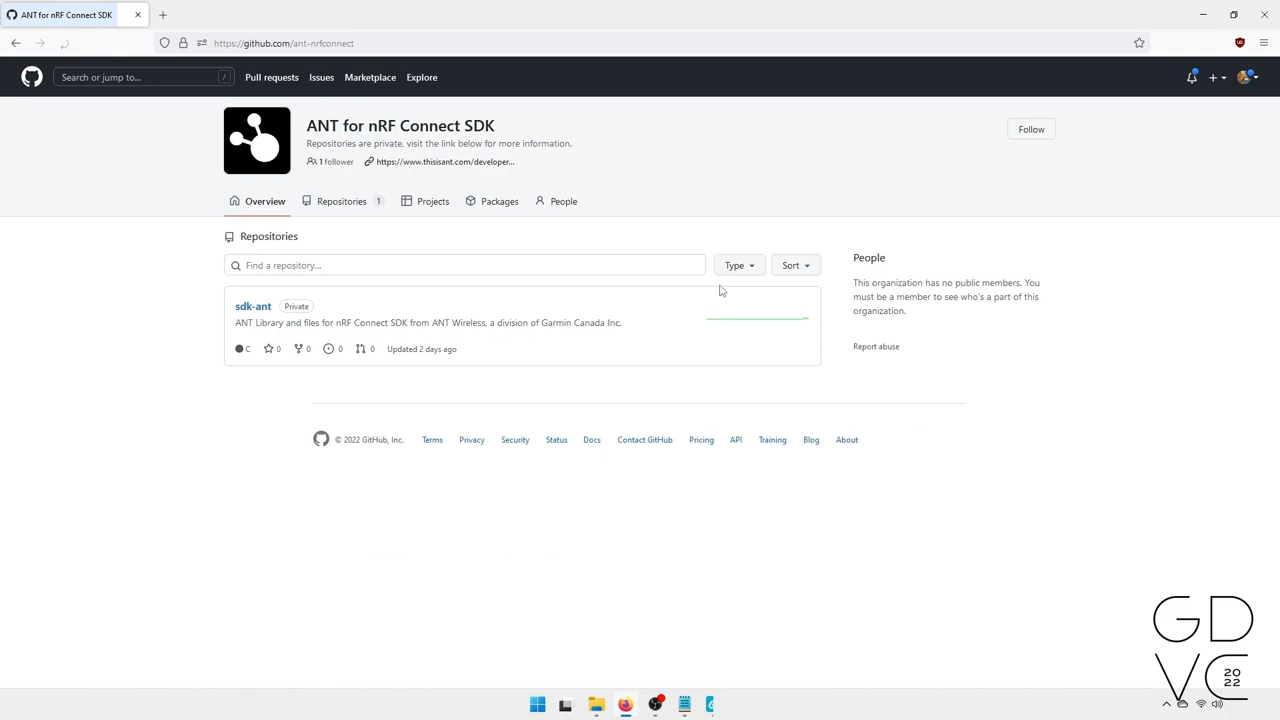 ANT for nRF Connect SDK
https://github.com/ant-nrfconnect
Search or jump to... /
Pull requests
Issues
Marketplace
Explore
ANT for nRF Connect SDK
Repositories are private, visit the link below for more information.
1 follower
https://www.thisisant.com/developer...
Follow
Overview
Repositories 1
Projects
Packages
People
Repositories
Find a repository...
Type
Sort
sdk-ant Private
ANT Library and files for nRF Connect SDK from ANT Wireless, a division of Garmin Canada Inc.
C 0 0 0 0 Updated 2 days ago
People
This organization has no public members. You
must be a member to see who's a part of this
organization.
Report abuse
© 2022 GitHub, Inc.
Terms
Privacy
Security
Status
Docs
Contact GitHub
Pricing
API
Training
Blog
About
GD
VC
20
22